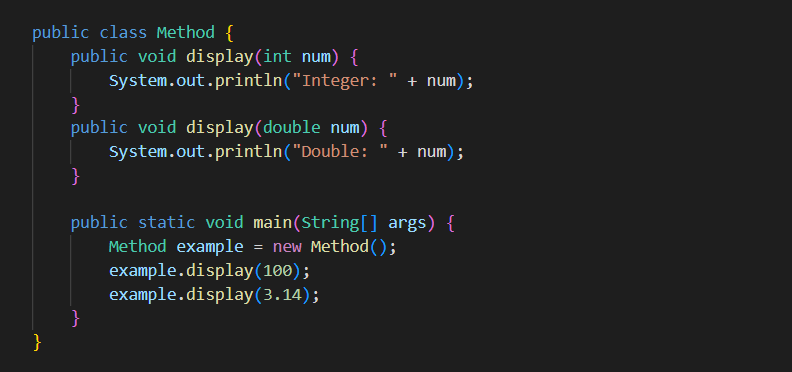 public class Method {
    public void display(int num) {
        System.out.println("Integer: " + num);
    }
    public void display(double num) {
        System.out.println("Double: " + num);
    }

    public static void main(String[] args) {
        Method example = new Method();
        example.display(100);
        example.display(3.14);
    }
}